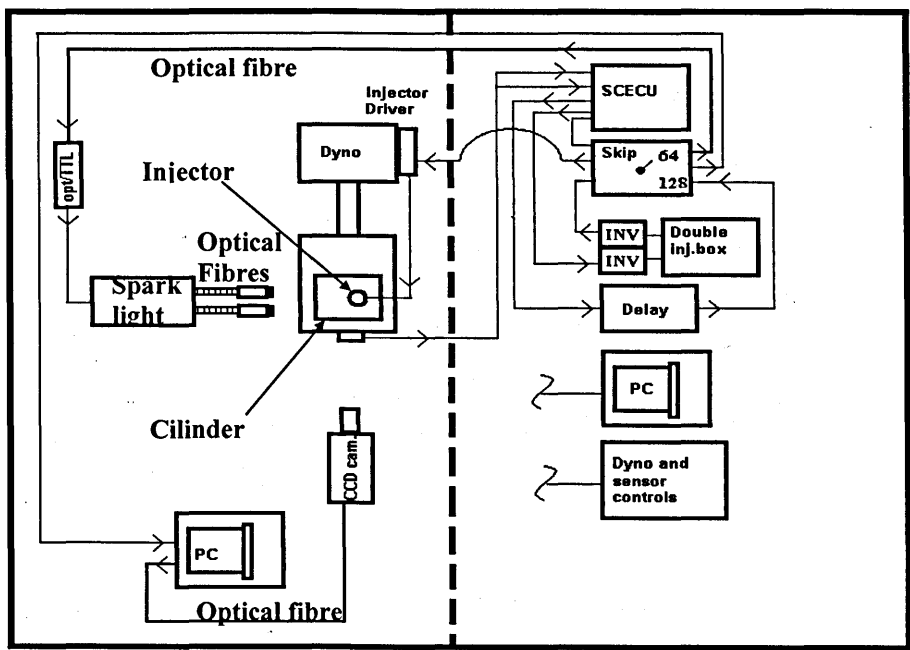 Optical fibre
Injector
Driver
SCECU
Dyno
Skip
64
128
opt/TTL
Injector
Optical
Fibres
INV
INV
Double
inj.box
Spark
light
Delay
PC
Cilinder
CCD cam.
Dyno and
sensor
controls
PC
Optical fibre